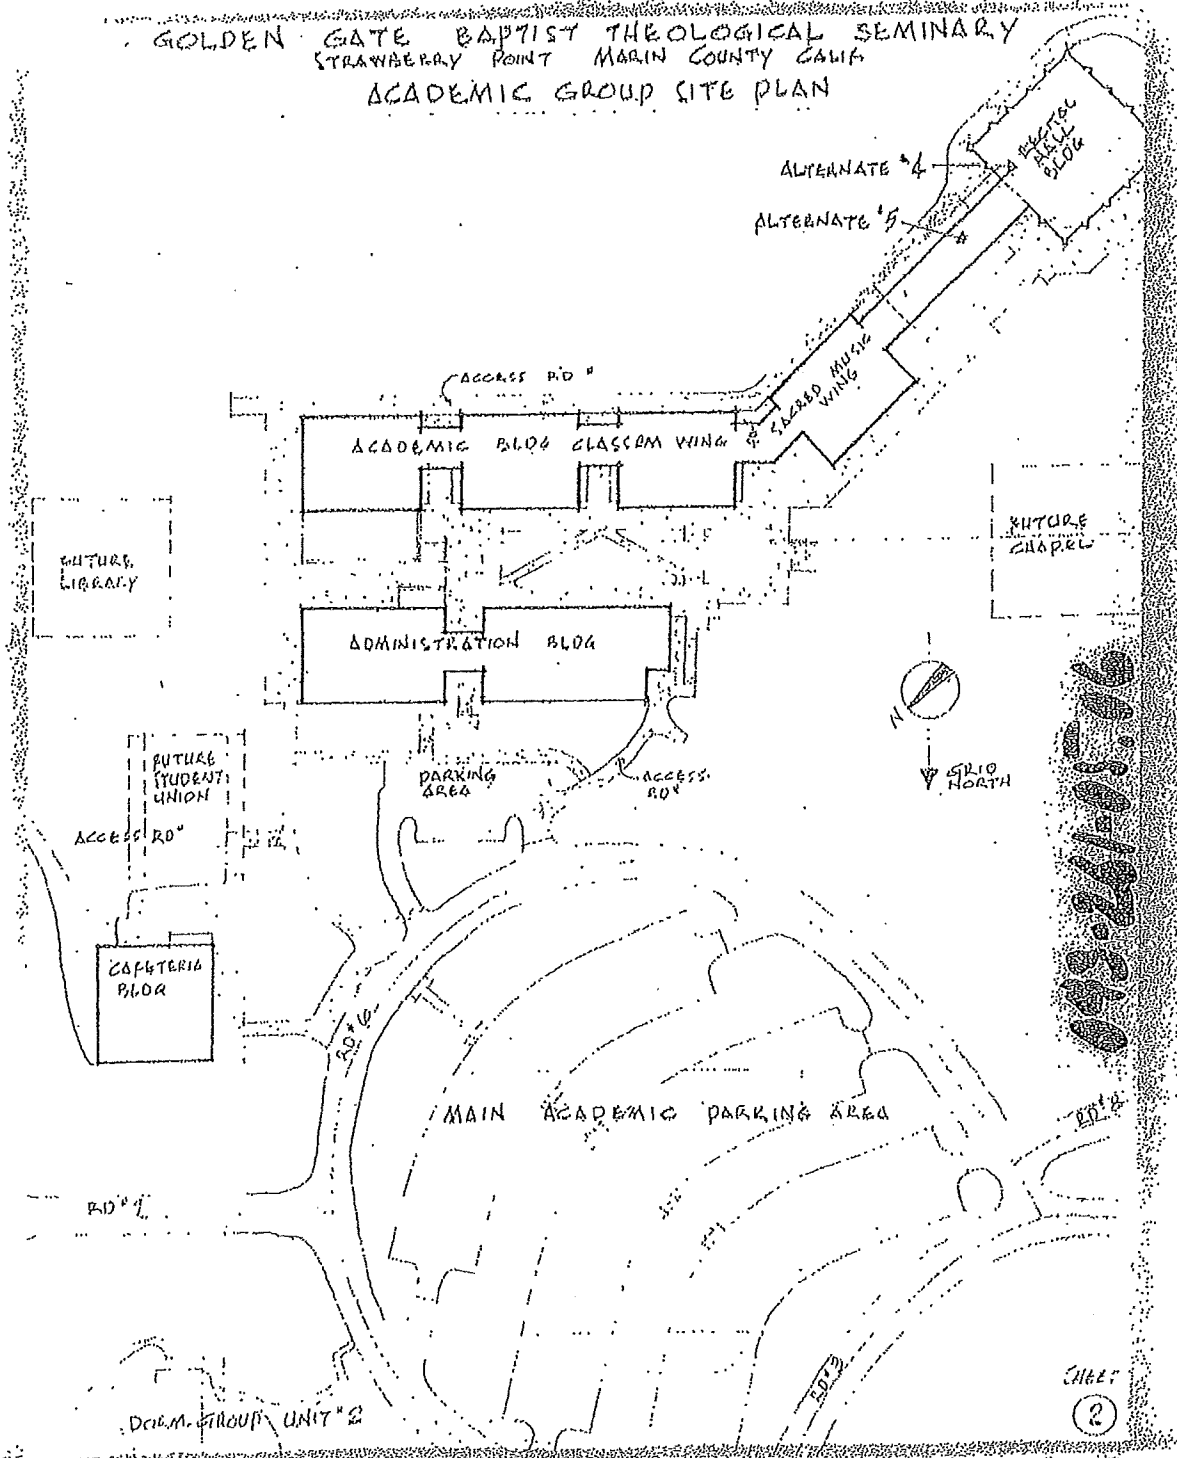 GOLDEN GATE BAPTIST THEOLOGICAL SEMINARY
STRAWBERRY POINT MARIN COUNTY CALIF
ACADEMIC GROUP SITE PLAN
RECITAL
HALL
BLDG
ALTERNATE #4
ALTERNATE #5
SACRED MUSIC
WING
ACCESS RD #
ACADEMIC BLDG CLASSRM WING
FUTURE
LIBRARY
FUTURE
CHAPEL
ADMINISTRATION BLDG
N
GRID
NORTH
FUTURE
STUDENT
UNION
PARKING
AREA
ACCESS
RD#
ACCESS RD#
CAFETERIA
BLDG
RD#6
MAIN ACADEMIC PARKING AREA
RD#
RD#
RD#3
DORM. GROUP UNIT #2
SHEET
2